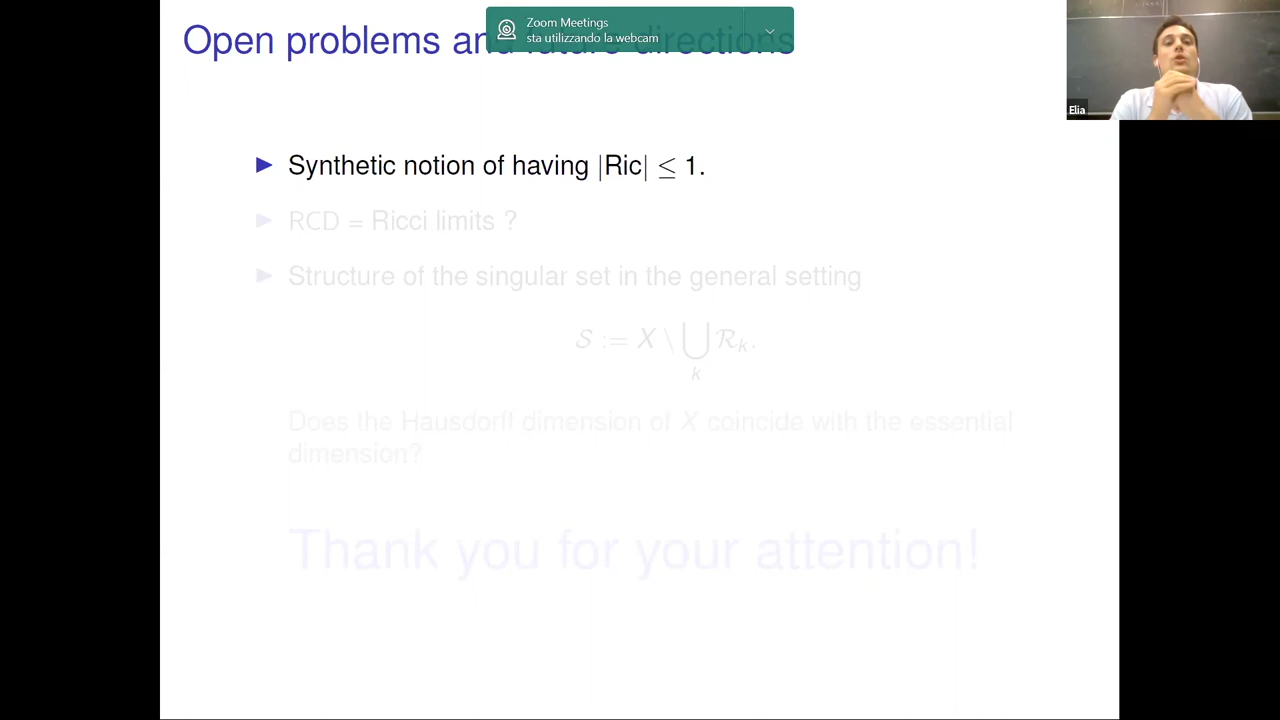 Open problems and future directions
Zoom Meetings
sta utilizzando la webcam
Elia
▶ Synthetic notion of having |Ric| ≤ 1.
▶ RCD = Ricci limits ?
▶ Structure of the singular set in the general setting
S := X \ ⋃ R_k.
k
Does the Hausdorff dimension of X coincide with the essential
dimension?
Thank you for your attention!